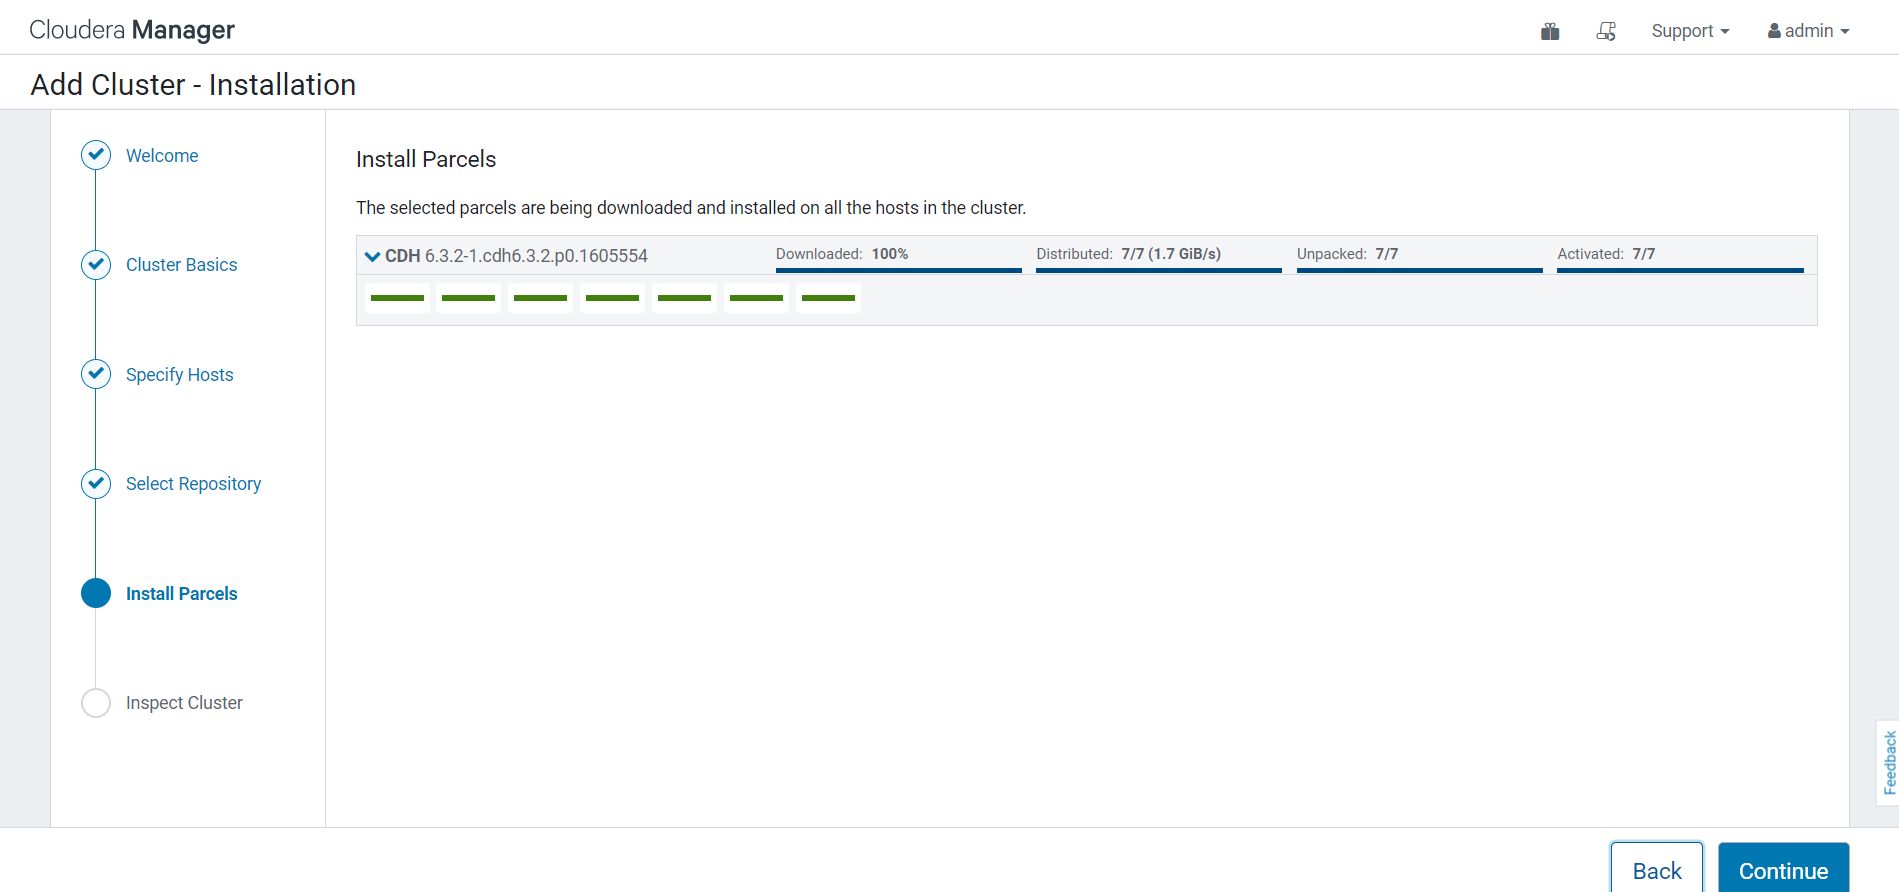 Cloudera Manager
Support
admin
Add Cluster - Installation
Welcome
Cluster Basics
Specify Hosts
Select Repository
Install Parcels
Inspect Cluster
Install Parcels
The selected parcels are being downloaded and installed on all the hosts in the cluster.
CDH 6.3.2-1.cdh6.3.2.p0.1605554
Downloaded: 100%
Distributed: 7/7 (1.7 GiB/s)
Unpacked: 7/7
Activated: 7/7
Feedback
Back
Continue